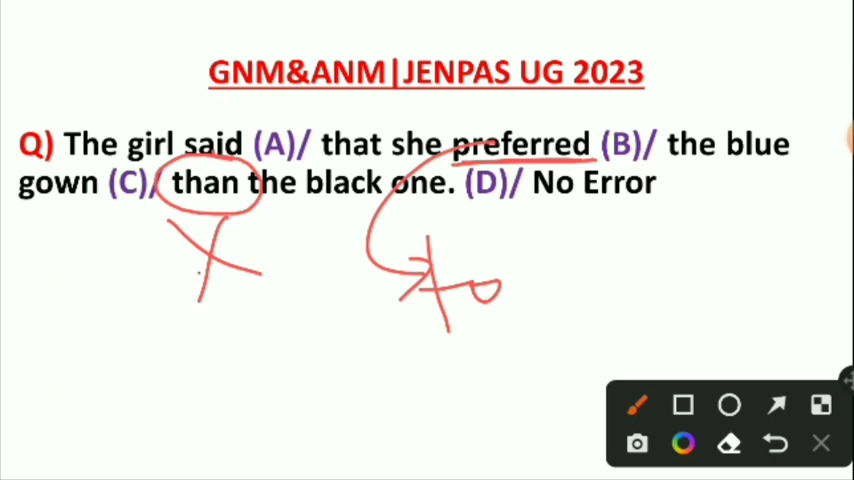 GNM&ANM|JENPAS UG 2023
Q) The girl said (A)/ that she preferred (B)/ the blue
gown (C)/ than the black one. (D)/ No Error
to